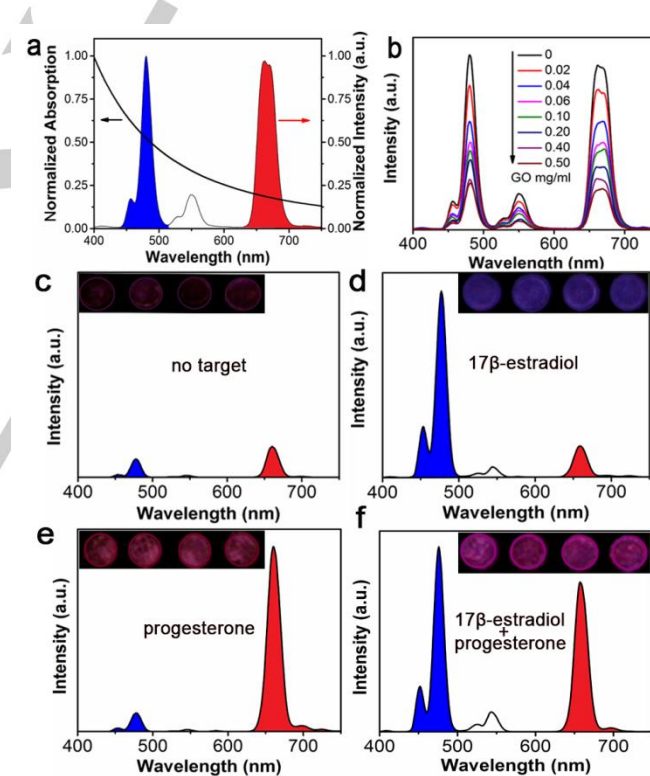 a
Normalized Absorption
1.00
0.75
0.50
0.25
0.00
1.00
0.75
0.50
0.25
0.00
Normalized Intensity (a.u.)
400 500 600 700
Wavelength (nm)
b
Intensity (a.u.)
0
0.02
0.04
0.06
0.10
0.20
0.40
0.50
GO mg/ml
400 500 600 700
Wavelength (nm)
c
Intensity (a.u.)
no target
400 500 600 700
Wavelength (nm)
d
Intensity (a.u.)
17β-estradiol
400 500 600 700
Wavelength (nm)
e
Intensity (a.u.)
progesterone
400 500 600 700
Wavelength (nm)
f
Intensity (a.u.)
17β-estradiol
+
progesterone
400 500 600 700
Wavelength (nm)